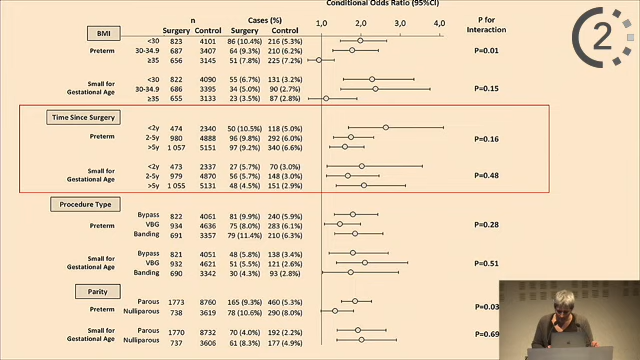 Conditional Odds Ratio (95%CI)
n Cases (%) 1,0 2,0 3,0 4,0 P for Interaction
Surgery Control Surgery Control
BMI
Preterm
<30 823 4101 86 (10.4%) 216 (5.3%)
30-34.9 687 3407 64 (9.3%) 210 (6.2%) P=0.01
≥35 656 3145 51 (7.8%) 225 (7.2%)
Small for Gestational Age
<30 822 4090 55 (6.7%) 131 (3.2%)
30-34.9 686 3395 34 (5.0%) 90 (2.7%) P=0.15
≥35 655 3133 23 (3.5%) 87 (2.8%)
Time Since Surgery
Preterm
<2y 474 2340 50 (10.5%) 118 (5.0%)
2-5y 980 4888 96 (9.8%) 292 (6.0%) P=0.16
>5y 1 057 5151 97 (9.2%) 340 (6.6%)
Small for Gestational Age
<2y 473 2337 27 (5.7%) 70 (3.0%)
2-5y 979 4870 56 (5.7%) 148 (3.0%) P=0.48
>5y 1 055 5131 48 (4.5%) 151 (2.9%)
Procedure Type
Preterm
Bypass 822 4061 81 (9.9%) 240 (5.9%)
VBG 934 4636 75 (8.0%) 283 (6.1%) P=0.28
Banding 691 3357 79 (11.4%) 210 (6.3%)
Small for Gestational Age
Bypass 821 4051 48 (5.8%) 138 (3.4%)
VBG 932 4621 51 (5.5%) 121 (2.6%) P=0.51
Banding 690 3342 30 (4.3%) 93 (2.8%)
Parity
Preterm
Parous 1773 8760 165 (9.3%) 460 (5.3%)
Nulliparous 738 3619 78 (10.6%) 290 (8.0%) P=0.03
Small for Gestational Age
Parous 1770 8732 70 (4.0%) 192 (2.2%)
Nulliparous 737 3606 61 (8.3%) 177 (4.9%) P=0.69
2